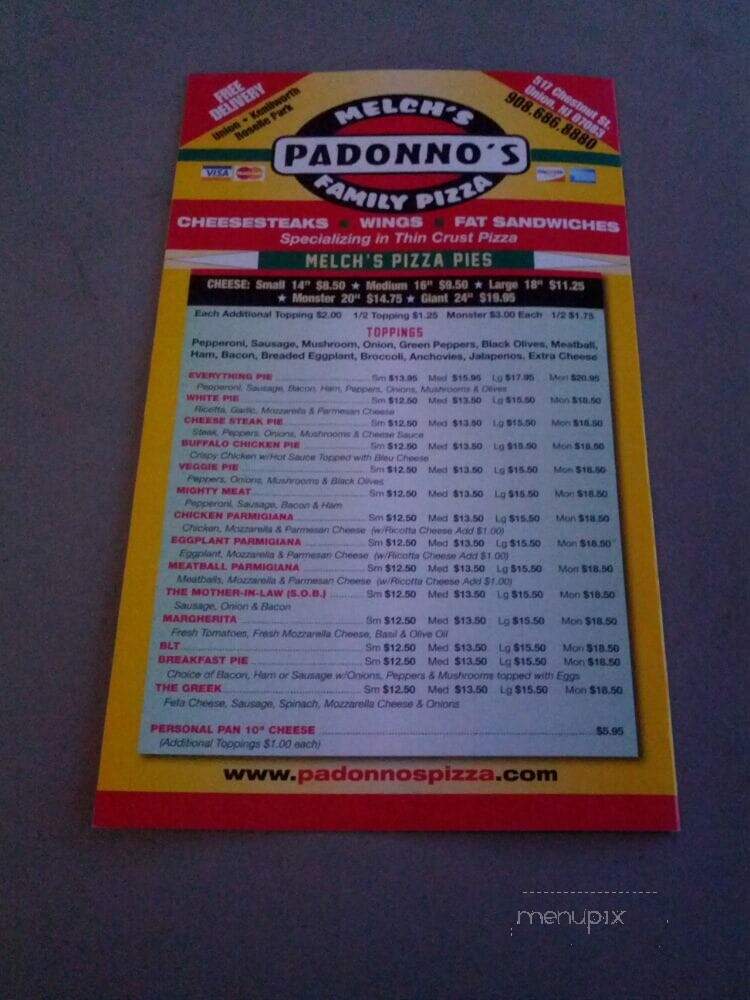 FREE
DELIVERY
Union • Kenilworth
Roselle Park
517 Chestnut St.
Union, NJ 07083
908.686.8880
MELCH'S
PADONNO'S
FAMILY PIZZA
VISA MasterCard
CHEESESTEAKS WINGS FAT SANDWICHES
Specializing in Thin Crust Pizza
MELCH'S PIZZA PIES
CHEESE: Small 14" $8.50 ★ Medium 16" $9.50 ★ Large 18" $11.25
★ Monster 20" $14.75 ★ Giant 24" $19.95
Each Additional Topping $2.00 1/2 Topping $1.25 Monster $3.00 Each 1/2 $1.75
TOPPINGS
Pepperoni, Sausage, Mushroom, Onion, Green Peppers, Black Olives, Meatball,
Ham, Bacon, Breaded Eggplant, Broccoli, Anchovies, Jalapenos, Extra Cheese
EVERYTHING PIE Sm $13.95 Med $15.95 Lg $17.95 Mon $20.95
Pepperoni, Sausage, Bacon, Ham, Peppers, Onions, Mushrooms & Olives
WHITE PIE Sm $12.50 Med $13.50 Lg $15.50 Mon $18.50
Ricotta, Garlic, Mozzarella & Parmesan Cheese
CHEESE STEAK PIE Sm $12.50 Med $13.50 Lg $15.50 Mon $18.50
Steak, Peppers, Onions, Mushrooms & Cheese Sauce
BUFFALO CHICKEN PIE Sm $12.50 Med $13.50 Lg $15.50 Mon $18.50
Crispy Chicken w/Hot Sauce Topped with Bleu Cheese
VEGGIE PIE Sm $12.50 Med $13.50 Lg $15.50 Mon $18.50
Peppers, Onions, Mushrooms & Black Olives
MIGHTY MEAT Sm $12.50 Med $13.50 Lg $15.50 Mon $18.50
Pepperoni, Sausage, Bacon & Ham
CHICKEN PARMIGIANA Sm $12.50 Med $13.50 Lg $15.50 Mon $18.50
Chicken, Mozzarella & Parmesan Cheese (w/Ricotta Cheese Add $1.00)
EGGPLANT PARMIGIANA Sm $12.50 Med $13.50 Lg $15.50 Mon $18.50
Eggplant, Mozzarella & Parmesan Cheese (w/Ricotta Cheese Add $1.00)
MEATBALL PARMIGIANA Sm $12.50 Med $13.50 Lg $15.50 Mon $18.50
Meatballs, Mozzarella & Parmesan Cheese (w/Ricotta Cheese Add $1.00)
THE MOTHER-IN-LAW (S.O.B.) Sm $12.50 Med $13.50 Lg $15.50 Mon $18.50
Sausage, Onion & Bacon
MARGHERITA Sm $12.50 Med $13.50 Lg $15.50 Mon $18.50
Fresh Tomatoes, Fresh Mozzarella Cheese, Basil & Olive Oil
BLT Sm $12.50 Med $13.50 Lg $15.50 Mon $18.50
BREAKFAST PIE Sm $12.50 Med $13.50 Lg $15.50 Mon $18.50
Choice of Bacon, Ham or Sausage w/Onions, Peppers & Mushrooms topped with Eggs
THE GREEK Sm $12.50 Med $13.50 Lg $15.50 Mon $18.50
Feta Cheese, Sausage, Spinach, Mozzarella Cheese & Onions
PERSONAL PAN 10" CHEESE $5.95
(Additional Toppings $1.00 each)
www.padonnospizza.com
menupix